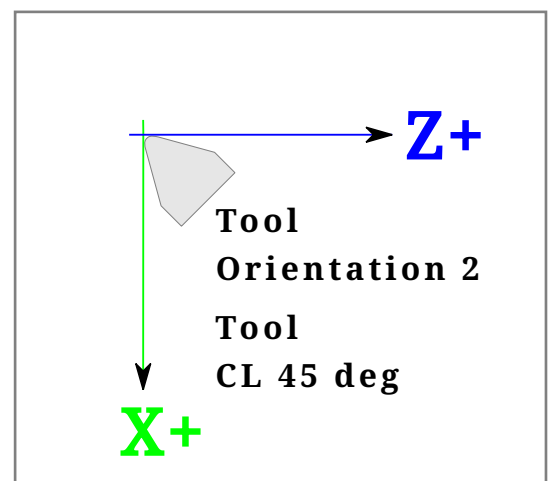 Z+
Tool
Orientation 2
Tool
CL 45 deg
X+